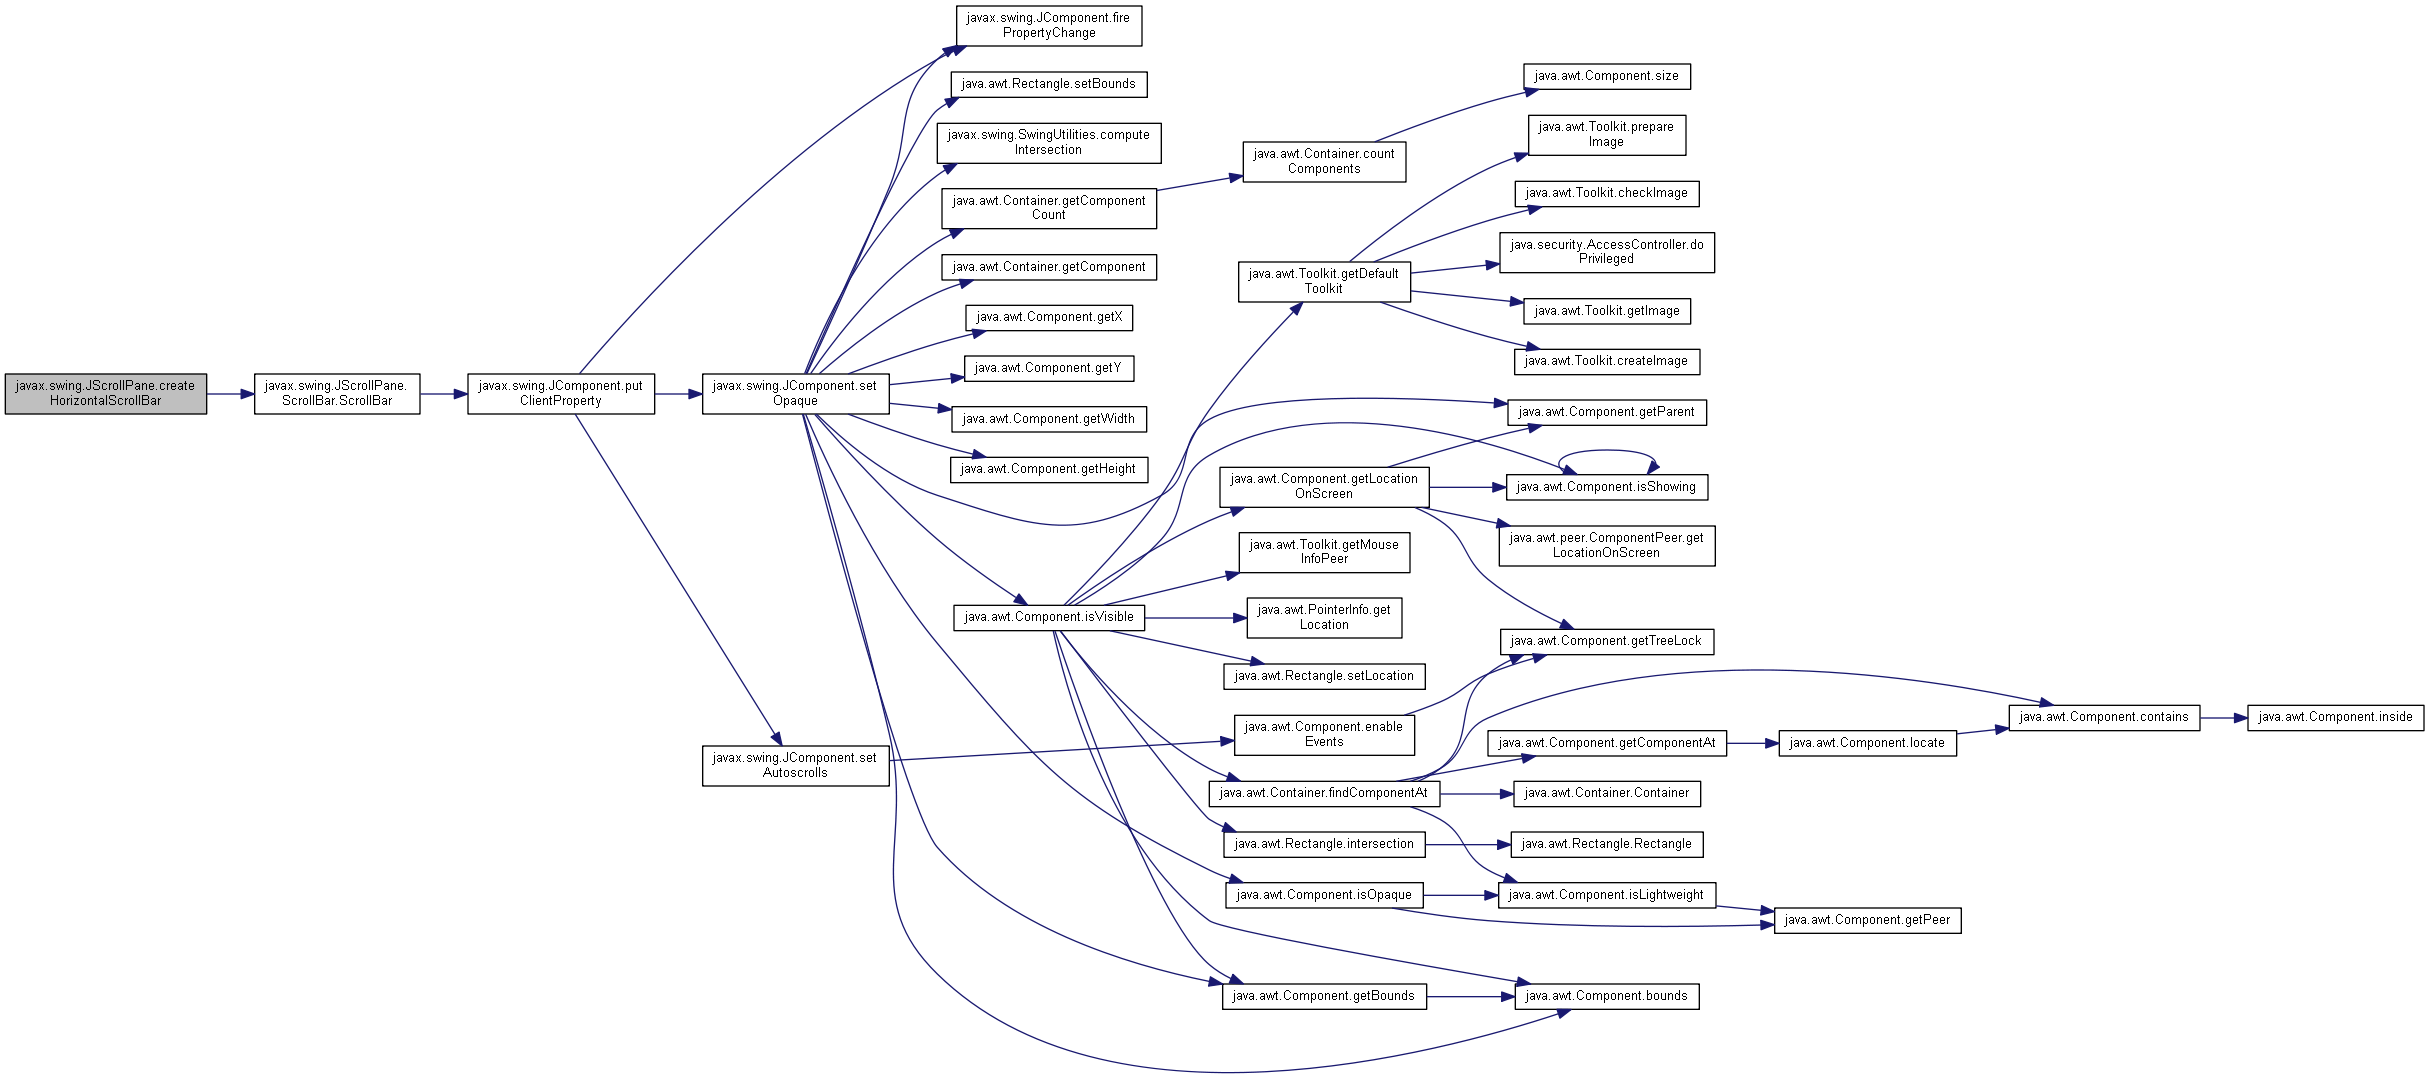 javax.swing.JScrollPane.create
HorizontalScrollBar
javax.swing.JScrollPane.
ScrollBar.ScrollBar
javax.swing.JComponent.put
ClientProperty
javax.swing.JComponent.set
Opaque
javax.swing.JComponent.set
Autoscrolls
javax.swing.JComponent.fire
PropertyChange
java.awt.Rectangle.setBounds
javax.swing.SwingUtilities.compute
Intersection
java.awt.Container.getComponent
Count
java.awt.Container.getComponent
java.awt.Component.getX
java.awt.Component.getY
java.awt.Component.getWidth
java.awt.Component.getHeight
java.awt.Component.isVisible
java.awt.Container.count
Components
java.awt.Toolkit.getDefault
Toolkit
java.awt.Component.getLocation
OnScreen
java.awt.Toolkit.getMouse
InfoPeer
java.awt.PointerInfo.get
Location
java.awt.Rectangle.setLocation
java.awt.Component.enable
Events
java.awt.Container.findComponentAt
java.awt.Rectangle.intersection
java.awt.Component.isOpaque
java.awt.Component.getBounds
java.awt.Component.size
java.awt.Toolkit.prepare
Image
java.awt.Toolkit.checkImage
java.security.AccessController.do
Privileged
java.awt.Toolkit.getImage
java.awt.Toolkit.createImage
java.awt.Component.getParent
java.awt.Component.isShowing
java.awt.peer.ComponentPeer.get
LocationOnScreen
java.awt.Component.getTreeLock
java.awt.Component.getComponentAt
java.awt.Container.Container
java.awt.Rectangle.Rectangle
java.awt.Component.isLightweight
java.awt.Component.bounds
java.awt.Component.locate
java.awt.Component.getPeer
java.awt.Component.contains
java.awt.Component.inside